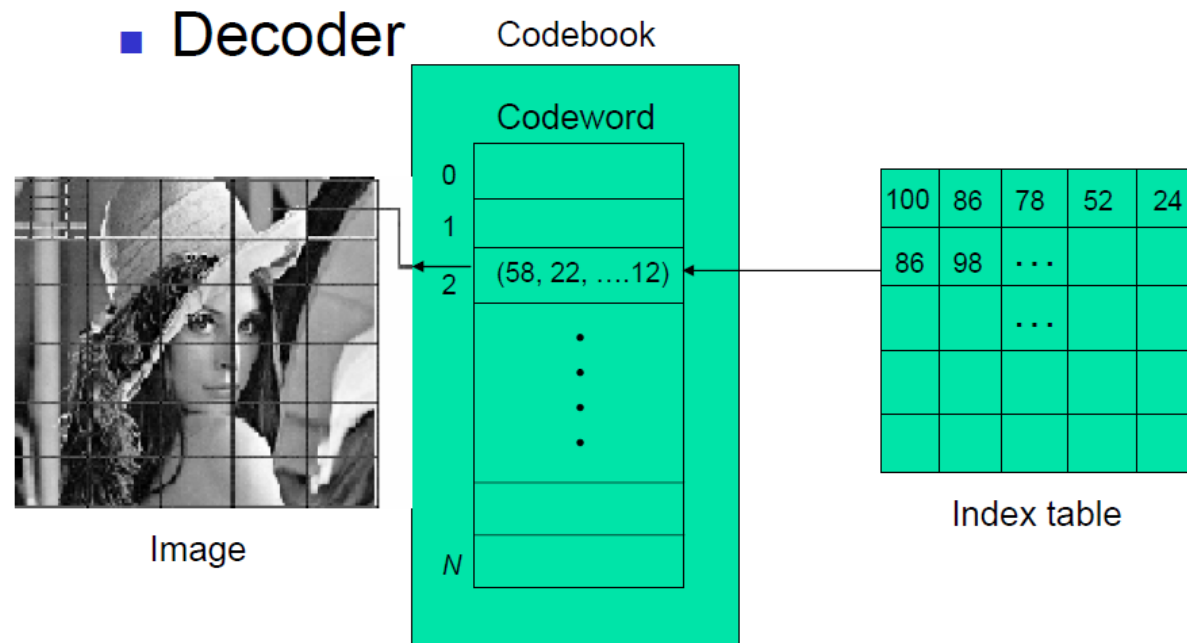 Decoder
Codebook
Codeword
0
1
2
(58, 22, ....12)
N
Image
100 86 78 52 24
86 98 ...
...
Index table